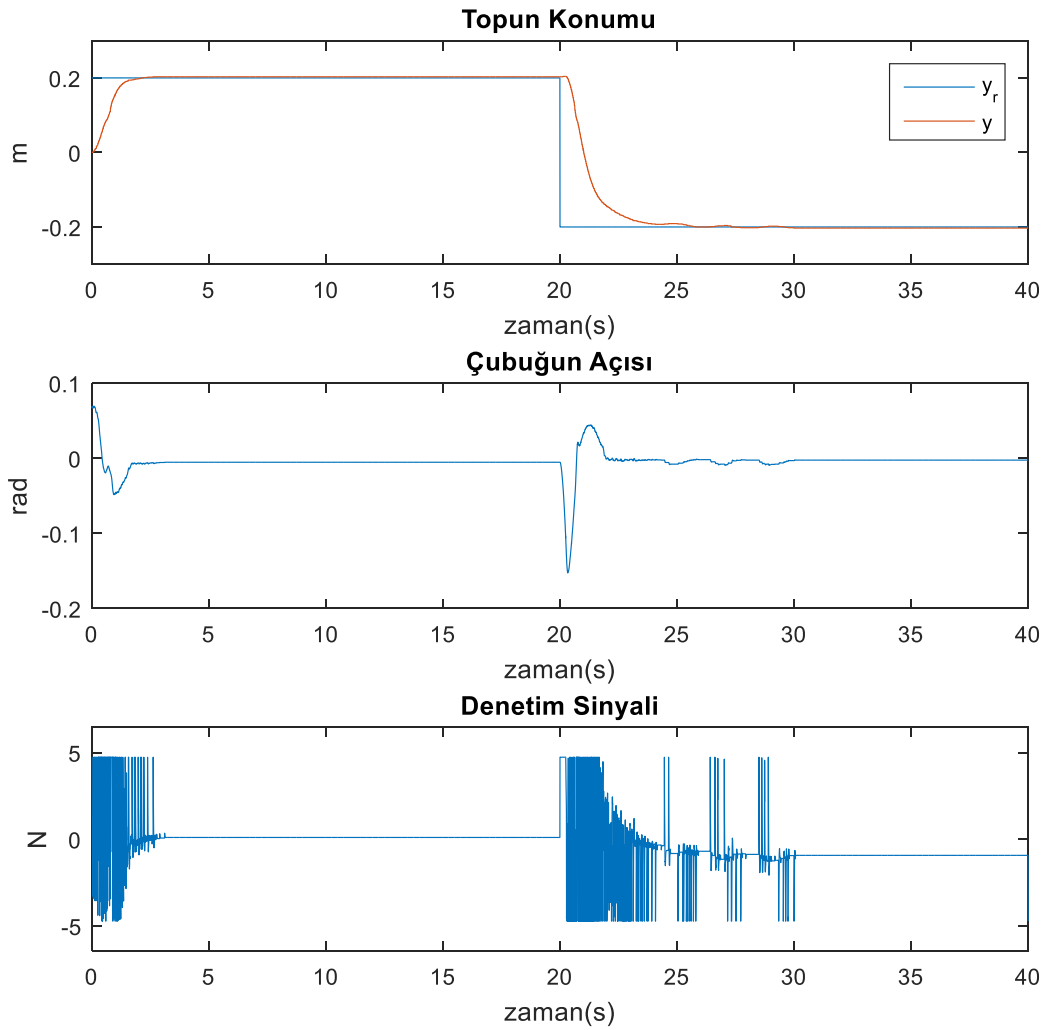 Topun Konumu
0.2
0
-0.2
m
y_r
y
0 5 10 15 20 25 30 35 40
zaman(s)
Çubuğun Açısı
0.1
0
-0.1
-0.2
rad
0 5 10 15 20 25 30 35 40
zaman(s)
Denetim Sinyali
5
0
-5
N
0 5 10 15 20 25 30 35 40
zaman(s)